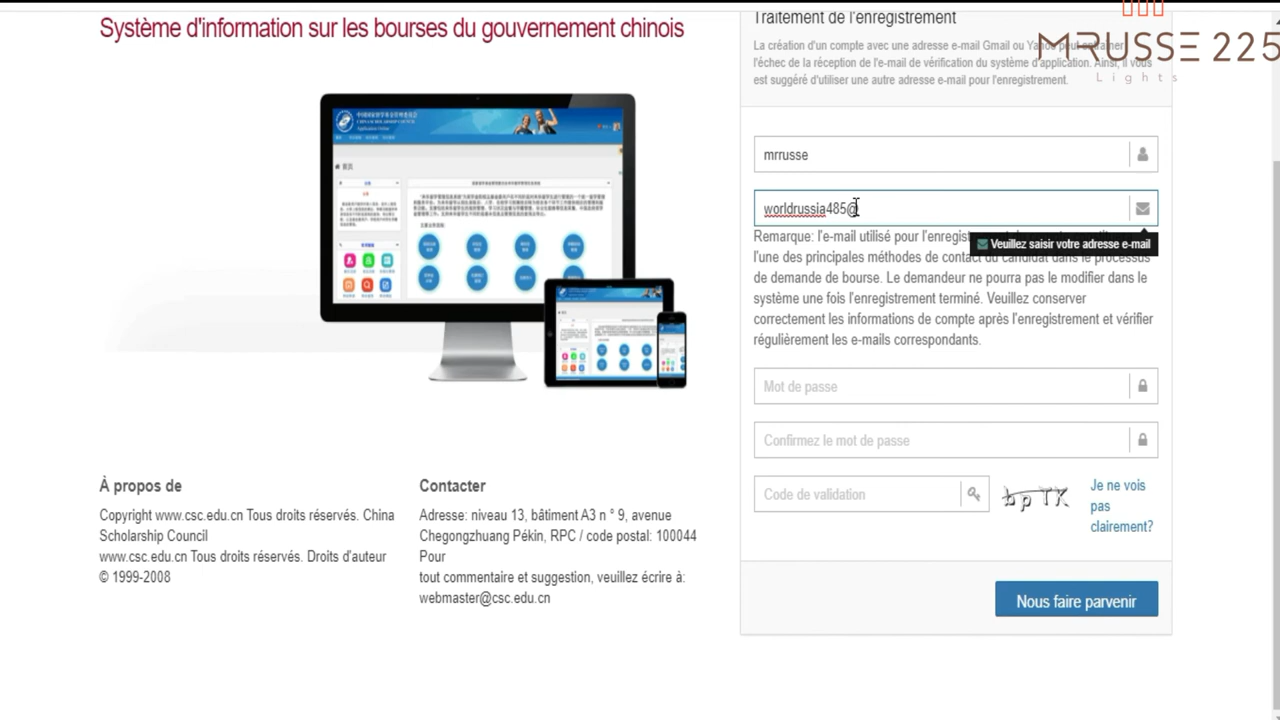 Système d'information sur les bourses du gouvernement chinois
À propos de
Copyright www.csc.edu.cn Tous droits réservés. China
Scholarship Council
www.csc.edu.cn Tous droits réservés. Droits d'auteur
© 1999-2008
Contacter
Adresse: niveau 13, bâtiment A3 n ° 9, avenue
Chegongzhuang Pékin, RPC / code postal: 100044
Pour
tout commentaire et suggestion, veuillez écrire à:
webmaster@csc.edu.cn
Traitement de l'enregistrement
La création d'un compte avec une adresse e-mail Gmail ou Yahoo peut entraîner
l'échec de la réception de l'e-mail de vérification du système d'application. Ainsi, il vous
est suggéré d'utiliser une autre adresse e-mail pour l'enregistrement.
MRUSSE 225
Lights
mrrusse
worldrussia485@
Veuillez saisir votre adresse e-mail
Remarque: l'e-mail utilisé pour l'enregist
l'une des principales méthodes de contact du candidat dans le processus
de demande de bourse. Le demandeur ne pourra pas le modifier dans le
système une fois l'enregistrement terminé. Veuillez conserver
correctement les informations de compte après l'enregistrement et vérifier
régulièrement les e-mails correspondants.
Mot de passe
Confirmez le mot de passe
Code de validation
bpTK
Je ne vois
pas
clairement?
Nous faire parvenir